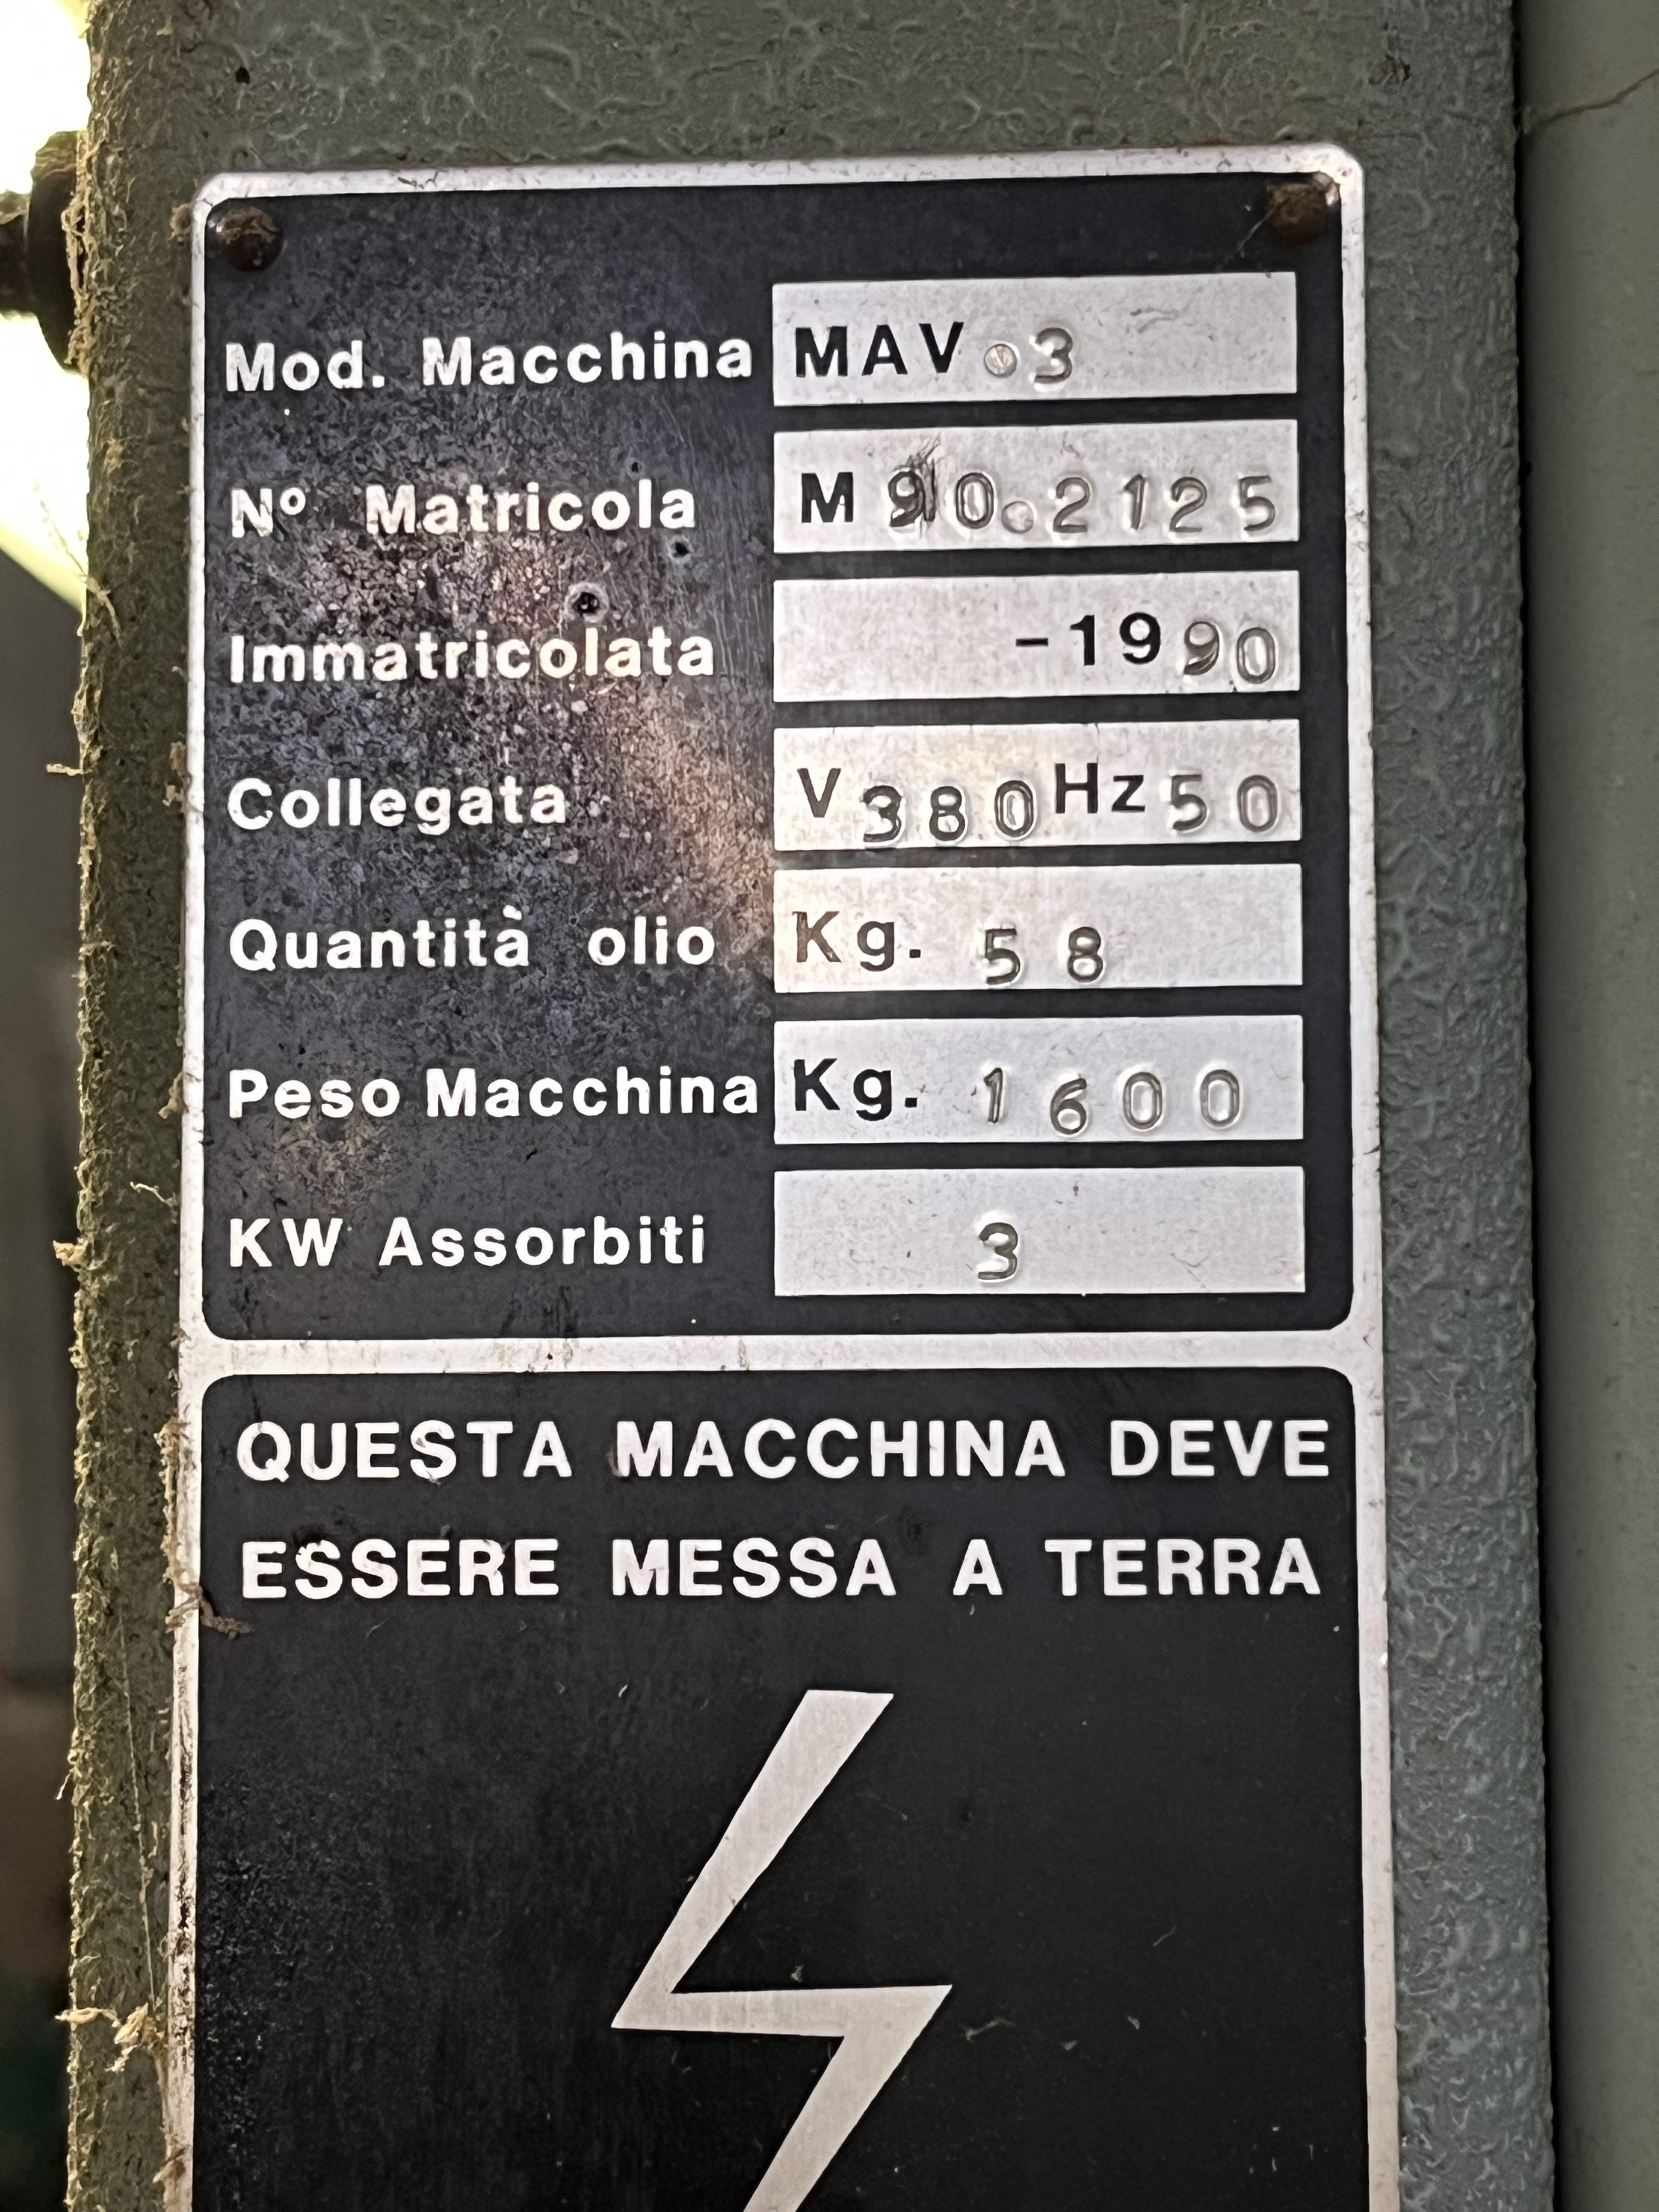 Mod. Macchina MAV.3
Nº Matricola M 90.2125
Immatricolata -1990
Collegata V 380 Hz 50
Quantità olio Kg. 58
Peso Macchina Kg. 1600
KW Assorbiti 3
QUESTA MACCHINA DEVE
ESSERE MESSA A TERRA